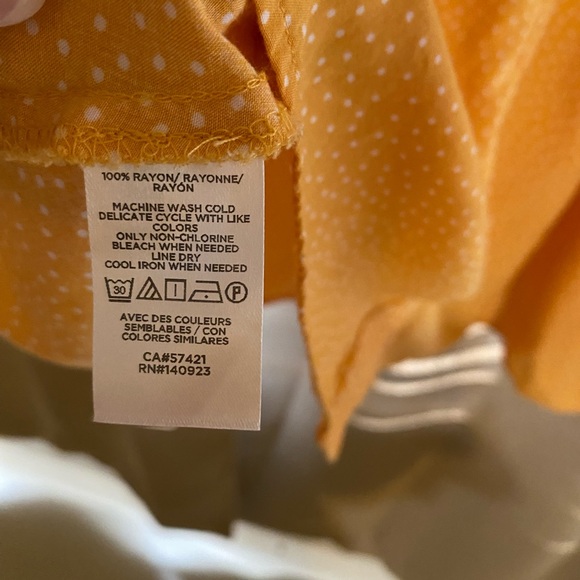 100% RAYON/ RAYONNE/
RAYÓN
MACHINE WASH COLD
DELICATE CYCLE WITH LIKE
COLORS
ONLY NON-CHLORINE
BLEACH WHEN NEEDED
LINE DRY
COOL IRON WHEN NEEDED
30 P
AVEC DES COULEURS
SEMBLABLES / CON
COLORES SIMILARES
CA#57421
RN#140923